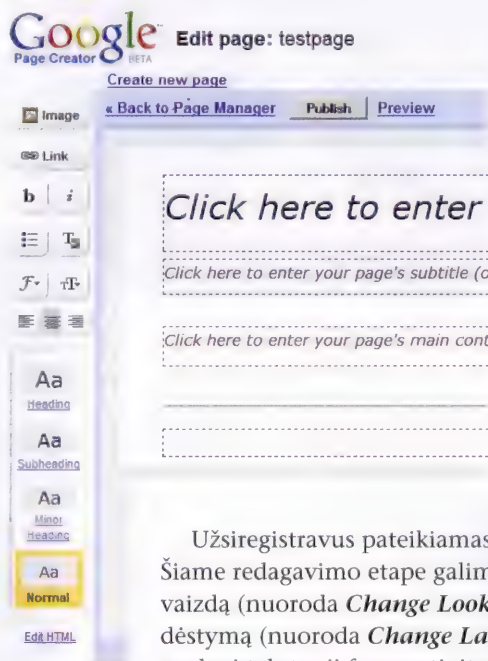 Google
Page Creator BETA
Edit page: testpage
Create new page
« Back to Page Manager Publish Preview
Image
Link
b i
Aa
Heading
Aa
Subheading
Aa
Minor
Heading
Aa
Normal
Edit HTML
Click here to enter
Click here to enter your page's subtitle (o
Click here to enter your page's main cont
Užsiregistravus pateikiamas
Šiame redagavimo etape galim
vaizdą (nuoroda Change Look
dėstymą (nuoroda Change La